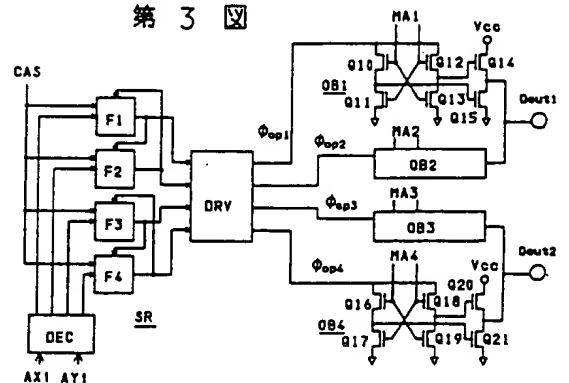 第 3 図
CAS
F1
F2
F3
F4
SR
DEC
AX1 AY1
DRV
φop1
φop2
φop3
φop4
MA1
Vcc
Q10
Q12
Q14
OB1
Q11
Q13
Q15
Dout1
MA2
OB2
MA3
OB3
Dout2
MA4
Vcc
Q20
Q16
Q18
OB4
Q17
Q19
Q21